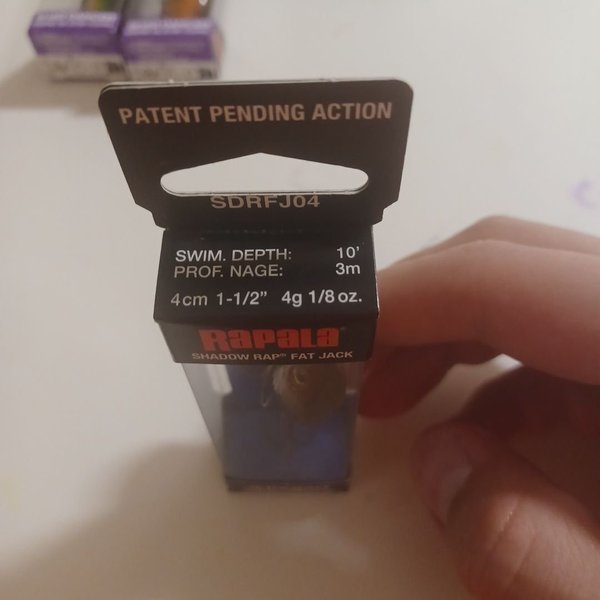 PATENT PENDING ACTION
SDRFJ04
SWIM. DEPTH: 10'
PROF. NAGE: 3m
4cm 1-1/2" 4g 1/8 oz.
Rapala®
SHADOW RAP® FAT JACK